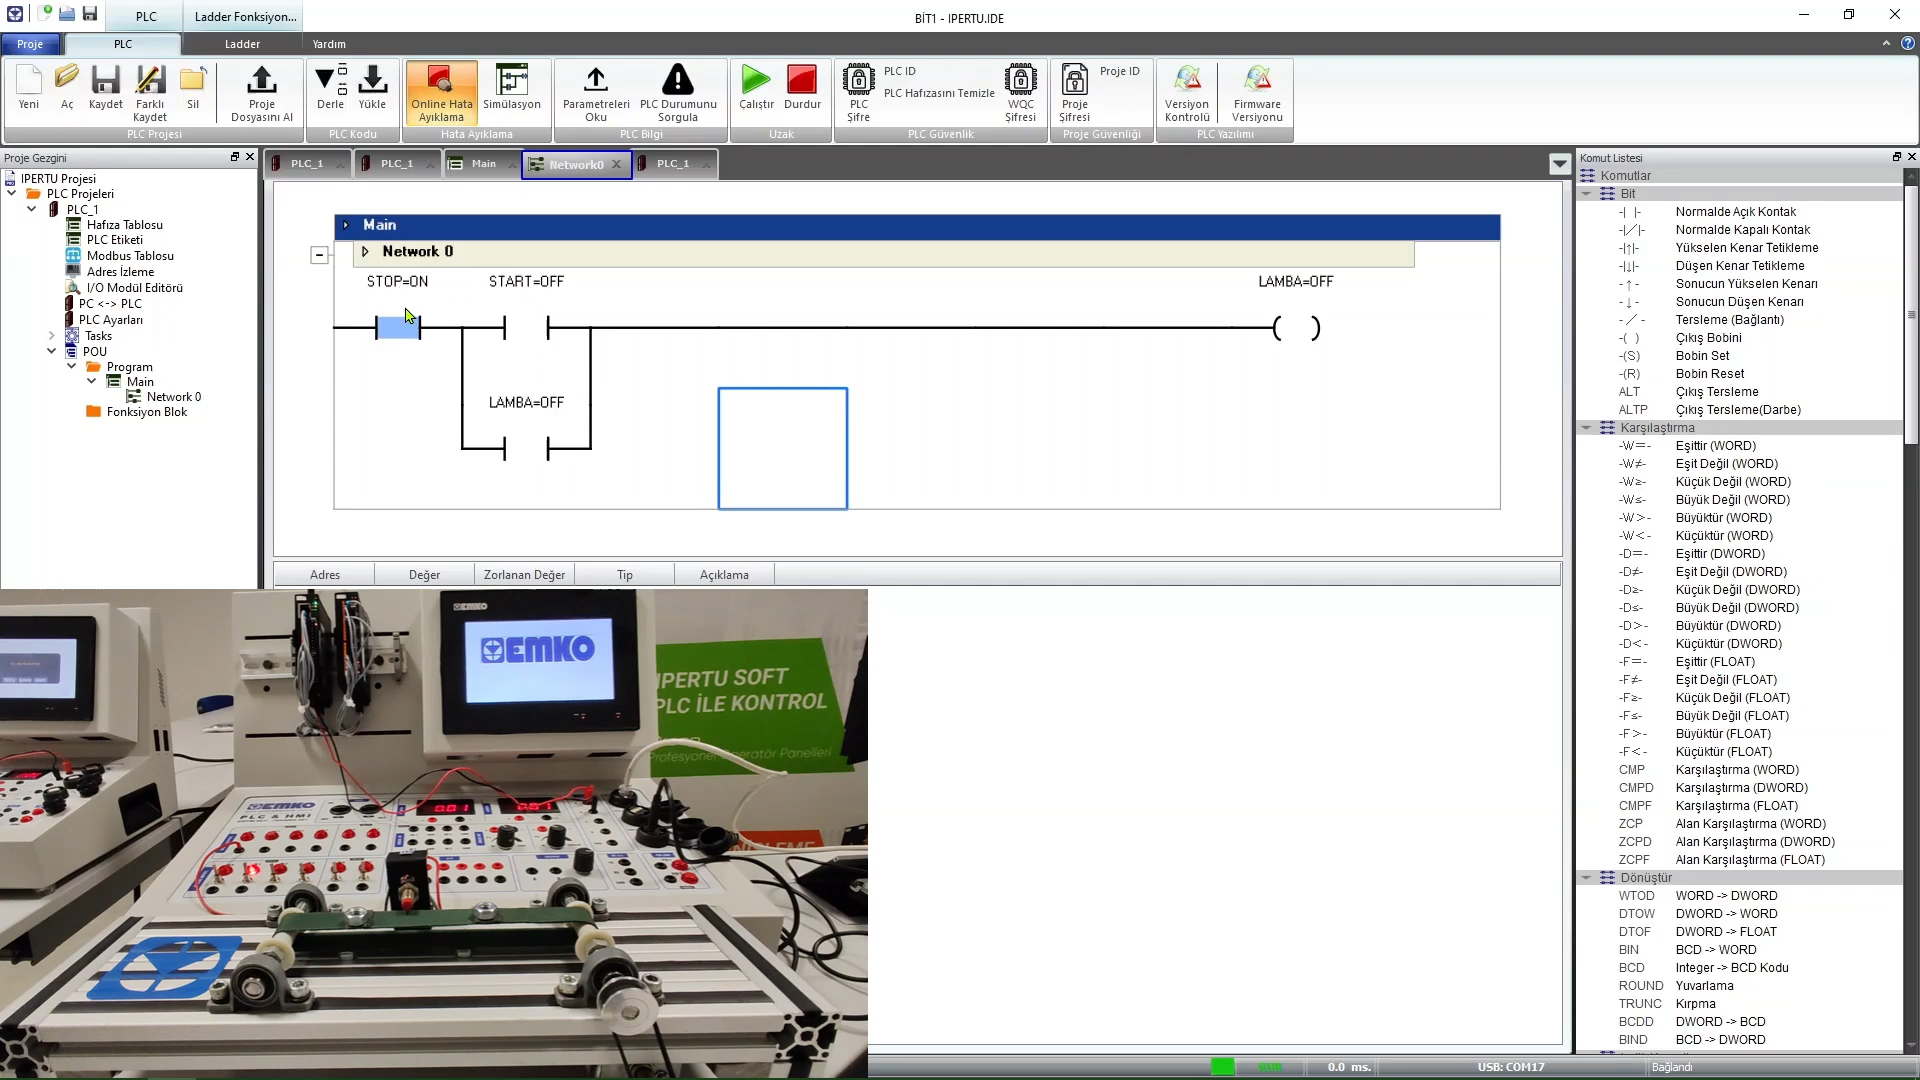 PLC
Ladder Fonksiyon...
BİT1 - IPERTU.IDE
Proje
PLC
Ladder
Yardım
Yeni
Aç
Kaydet
Farklı Kaydet
Sil
Proje Dosyasını Al
Derle
Yükle
Online Hata Ayıklama
Simülasyon
Parametreleri Oku
PLC Durumunu Sorgula
Çalıştır
Durdur
PLC Şifre
PLC ID
PLC Hafızasını Temizle
WQC Şifresi
Proje Şifresi
Proje ID
Versiyon Kontrolü
Firmware Versiyonu
PLC Projesi
PLC Kodu
Hata Ayıklama
PLC Bilgi
Uzak
PLC Güvenlik
Proje Güvenliği
PLC Yazılımı
Proje Gezgini
IPERTU Projesi
PLC Projeleri
PLC_1
Hafıza Tablosu
PLC Etiketi
Modbus Tablosu
Adres İzleme
I/O Modül Editörü
PC <-> PLC
PLC Ayarları
Tasks
POU
Program
Main
Network 0
Fonksiyon Blok
PLC_1
PLC_1
Main
Network0
PLC_1
Main
Network 0
STOP=ON
START=OFF
LAMBA=OFF
LAMBA=OFF
Adres
Değer
Zorlanan Değer
Tip
Açıklama
Komut Listesi
Komutlar
Bit
-| |- Normalde Açık Kontak
-|/|- Normalde Kapalı Kontak
-|↑|- Yükselen Kenar Tetikleme
-|↓|- Düşen Kenar Tetikleme
-↑- Sonucun Yükselen Kenarı
-↓- Sonucun Düşen Kenarı
-/- Tersleme (Bağlantı)
-( ) Çıkış Bobini
-(S) Bobin Set
-(R) Bobin Reset
ALT Çıkış Tersleme
ALTP Çıkış Tersleme(Darbe)
Karşılaştırma
-W=- Eşittir (WORD)
-W≠- Eşit Değil (WORD)
-W≥- Küçük Değil (WORD)
-W≤- Büyük Değil (WORD)
-W>- Büyüktür (WORD)
-W<- Küçüktür (WORD)
-D=- Eşittir (DWORD)
-D≠- Eşit Değil (DWORD)
-D≥- Küçük Değil (DWORD)
-D≤- Büyük Değil (DWORD)
-D>- Büyüktür (DWORD)
-D<- Küçüktür (DWORD)
-F=- Eşittir (FLOAT)
-F≠- Eşit Değil (FLOAT)
-F≥- Küçük Değil (FLOAT)
-F≤- Büyük Değil (FLOAT)
-F>- Büyüktür (FLOAT)
-F<- Küçüktür (FLOAT)
CMP Karşılaştırma (WORD)
CMPD Karşılaştırma (DWORD)
CMPF Karşılaştırma (FLOAT)
ZCP Alan Karşılaştırma (WORD)
ZCPD Alan Karşılaştırma (DWORD)
ZCPF Alan Karşılaştırma (FLOAT)
Dönüştür
WTOD WORD -> DWORD
DTOW DWORD -> WORD
DTOF DWORD -> FLOAT
BIN BCD -> WORD
BCD Integer -> BCD Kodu
ROUND Yuvarlama
TRUNC Kırpma
BCDD DWORD -> BCD
BIND BCD -> DWORD
EMKO
EMKO
IPERTU SOFT
PLC İLE KONTROL
Profesyonel Operatör Panelleri
EMKO
PLC & HMI
0.01
0.0 ms.
USB: COM17
Bağlandı